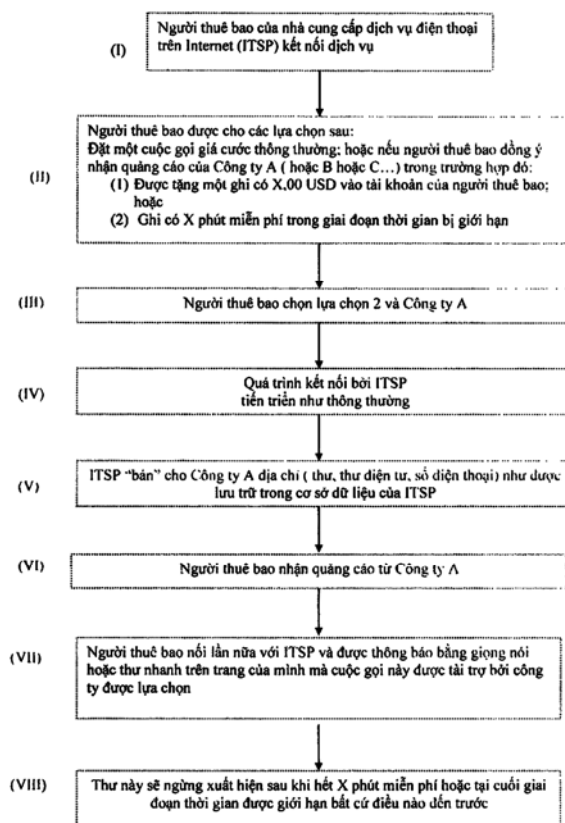 (I)
Người thuê bao của nhà cung cấp dịch vụ điện thoại
trên Internet (ITSP) kết nối dịch vụ
(II)
Người thuê bao được cho các lựa chọn sau:
Đặt một cuộc gọi giá cước thông thường; hoặc nếu người thuê bao đồng ý
nhận quảng cáo của Công ty A ( hoặc B hoặc C...) trong trường hợp đó:
(1) Được tặng một ghi có X.00 USD vào tài khoản của người thuê bao;
hoặc
(2) Ghi có X phút miễn phí trong giai đoạn thời gian bị giới hạn
(III)
Người thuê bao chọn lựa chọn 2 và Công ty A
(IV)
Quá trình kết nối bởi ITSP
tiến triển như thông thường
(V)
ITSP “bán” cho Công ty A địa chỉ ( thư, thư điện tư, số điện thoại) như được
lưu trữ trong cơ sở dữ liệu của ITSP
(VI)
Người thuê bao nhận quảng cáo từ Công ty A
(VII)
Người thuê bao nối lần nữa với ITSP và được thông báo bằng giọng nói
hoặc thư nhanh trên trang của mình mà cuộc gọi này được tài trợ bởi công
ty được lựa chọn
(VIII)
Thư này sẽ ngừng xuất hiện sau khi hết X phút miễn phí hoặc tại cuối giai
đoạn thời gian được giới hạn bất cứ điều nào đến trước